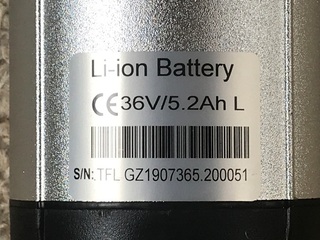 Li-ion Battery
CE 36V/5.2Ah L
S/N: TFL GZ1907365.200051